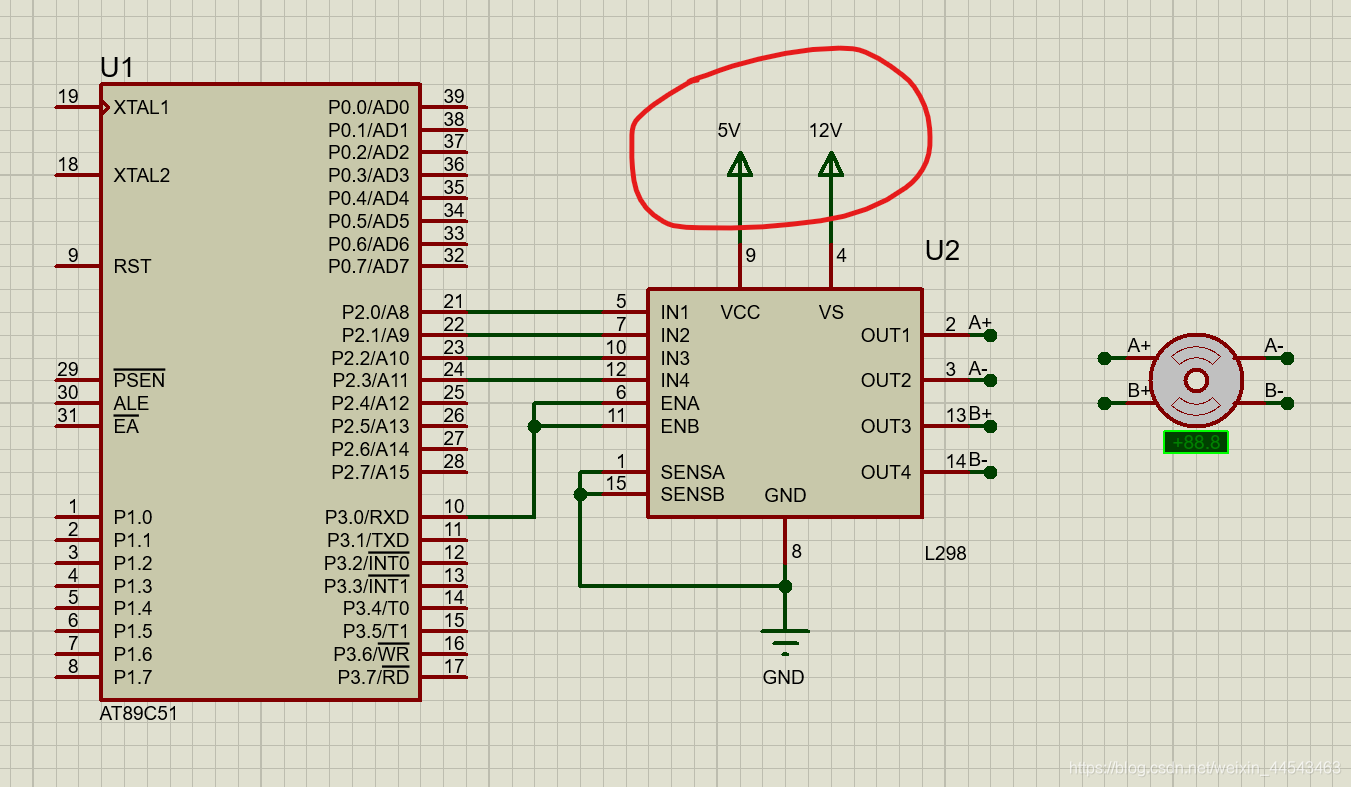 U1
19
XTAL1
18
XTAL2
9
RST
29
PSEN
30
ALE
31
EA
1
P1.0
2
P1.1
3
P1.2
4
P1.3
5
P1.4
6
P1.5
7
P1.6
8
P1.7
P0.0/AD0
39
P0.1/AD1
38
P0.2/AD2
37
P0.3/AD3
36
P0.4/AD4
35
P0.5/AD5
34
P0.6/AD6
33
P0.7/AD7
32
P2.0/A8
21
P2.1/A9
22
P2.2/A10
23
P2.3/A11
24
P2.4/A12
25
P2.5/A13
26
P2.6/A14
27
P2.7/A15
28
P3.0/RXD
10
P3.1/TXD
11
P3.2/INT0
12
P3.3/INT1
13
P3.4/T0
14
P3.5/T1
15
P3.6/WR
16
P3.7/RD
17
AT89C51
5V
12V
9
4
U2
VCC
VS
5
IN1
7
IN2
10
IN3
12
IN4
6
ENA
11
ENB
1
SENSA
15
SENSB
GND
OUT1
2
A+
OUT2
3
A-
OUT3
13
B+
OUT4
14
B-
8
L298
GND
A+
A-
B+
B-
+88.8
https://blog.csdn.net/weixin_44543463